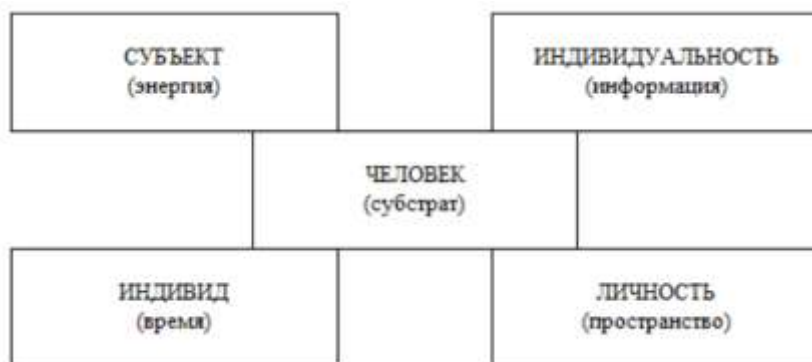 СУБЪЕКТ
(энергия)
ИНДИВИДУАЛЬНОСТЬ
(информация)
ЧЕЛОВЕК
(субстрат)
ИНДИВИД
(время)
ЛИЧНОСТЬ
(пространство)